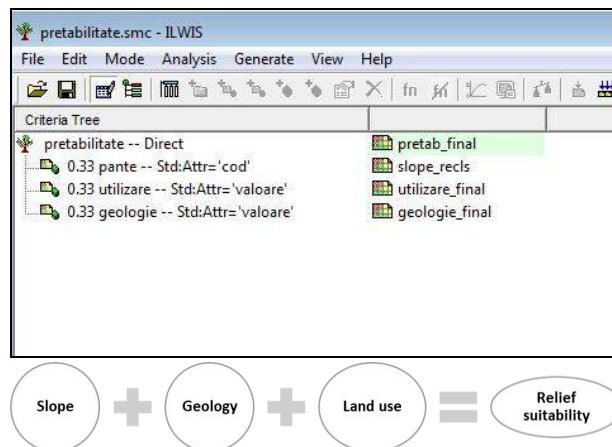 pretabilitate.smc - ILWIS
File Edit Mode Analysis Generate View Help
fn
Criteria Tree
pretabilitate -- Direct pretab_final
0.33 pante -- Std:Attr='cod' slope_recls
0.33 utilizare -- Std:Attr='valoare' utilizare_final
0.33 geologie -- Std:Attr='valoare' geologie_final
Slope + Geology + Land use = Relief
suitability